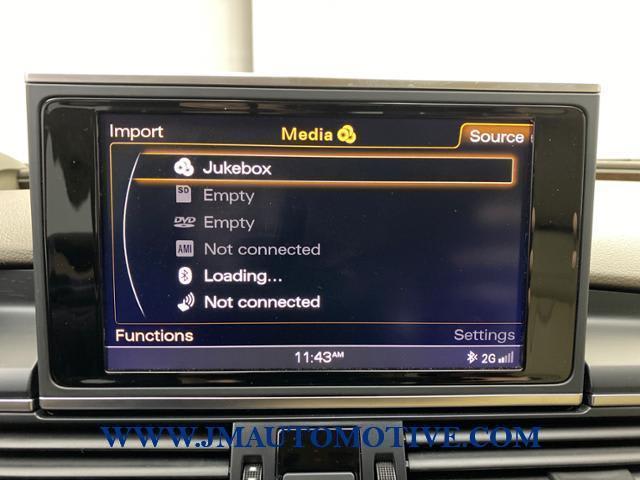 Import Media Source
Jukebox
SD Empty
DVD Empty
AMI Not connected
Loading...
Not connected
Functions Settings
11:43AM 2G
WWW.JMAUTOMOTIVE.COM